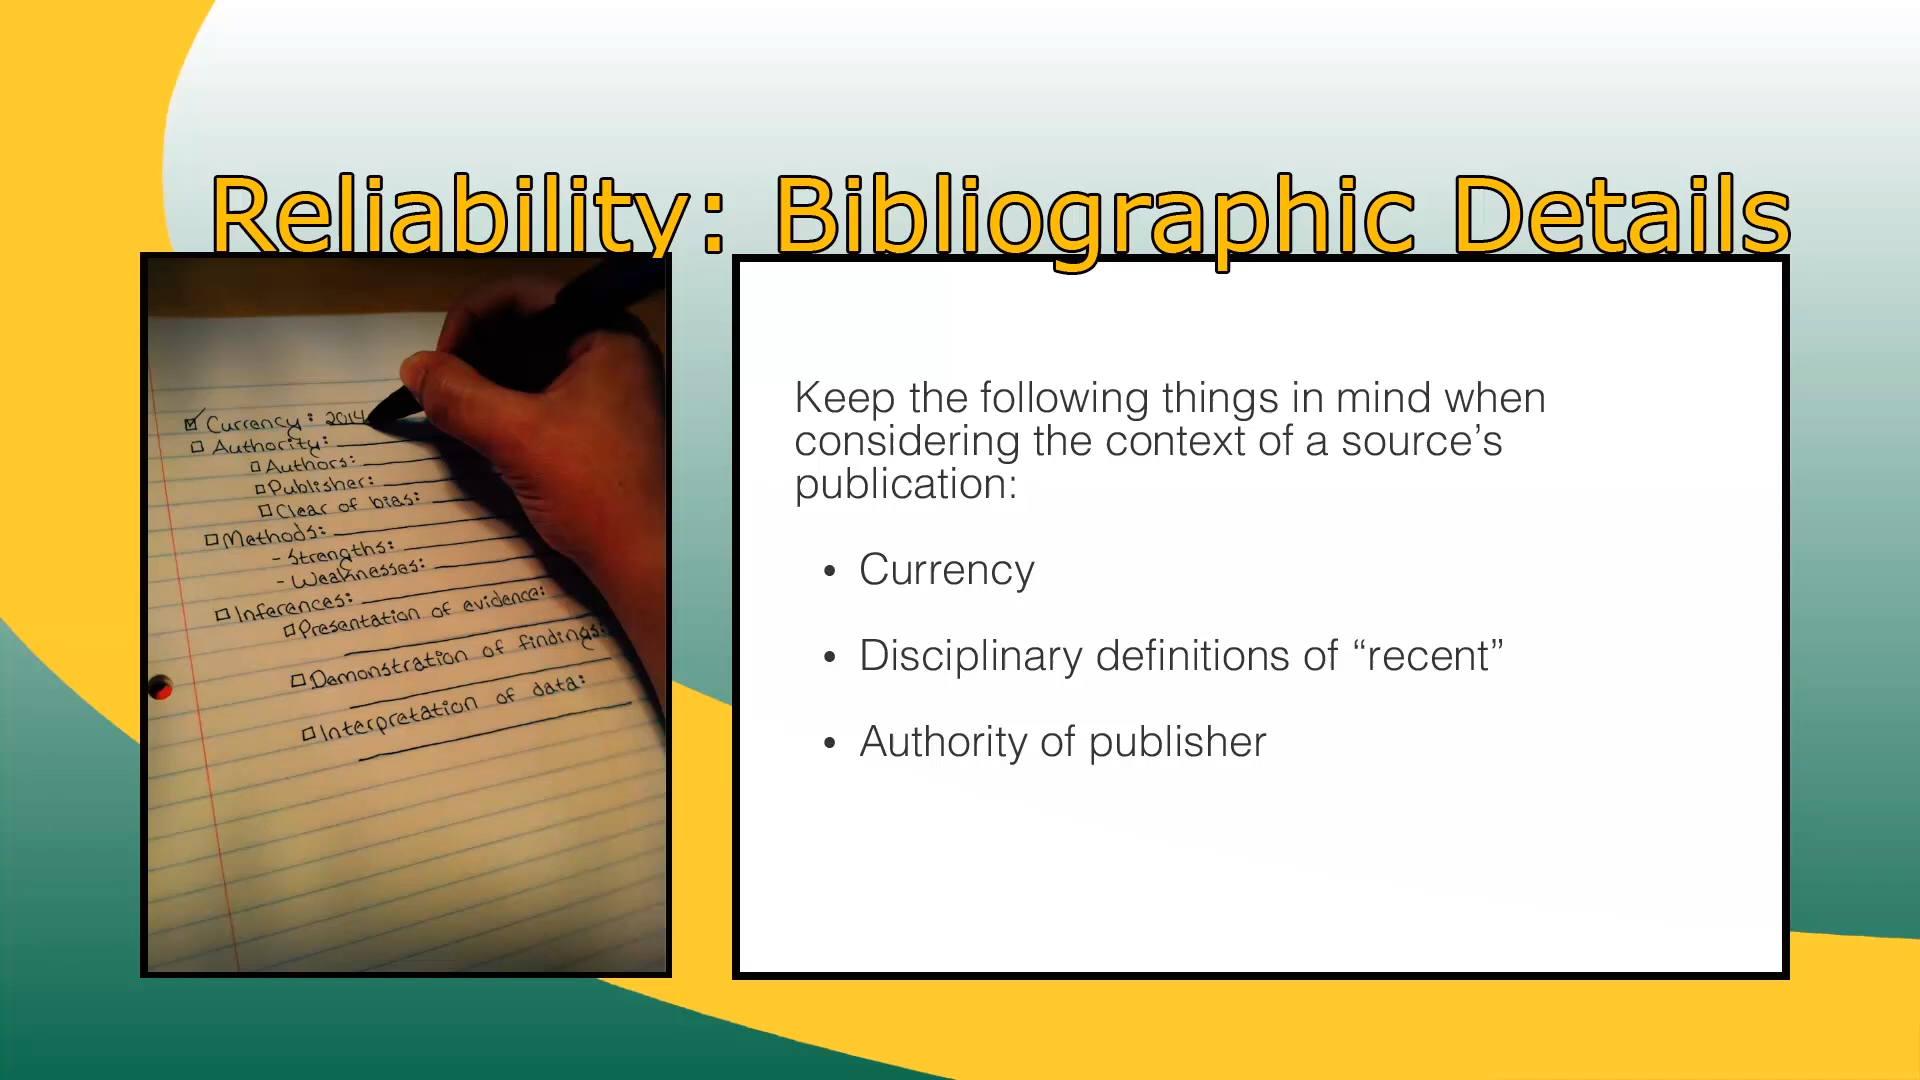 Reliability: Bibliographic Details
Currency: 2014
Authority:
Authors:
Publisher:
Clear of bias:
Methods:
- Strengths:
- Weaknesses:
Inferences:
Presentation of evidence:
Demonstration of findings:
Interpretation of data:
Keep the following things in mind when
considering the context of a source’s
publication:
• Currency
• Disciplinary definitions of “recent”
• Authority of publisher